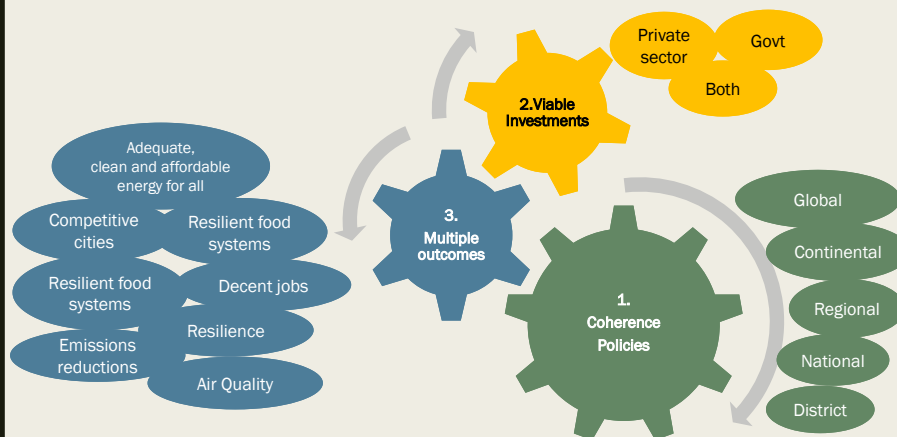 Private
sector
Govt
Both
2.Viable
Investments
Adequate,
clean and affordable
energy for all
Competitive
cities
Resilient food
systems
Resilient food
systems
Decent jobs
Resilience
Emissions
reductions
Air Quality
3.
Multiple
outcomes
1.
Coherence
Policies
Global
Continental
Regional
National
District